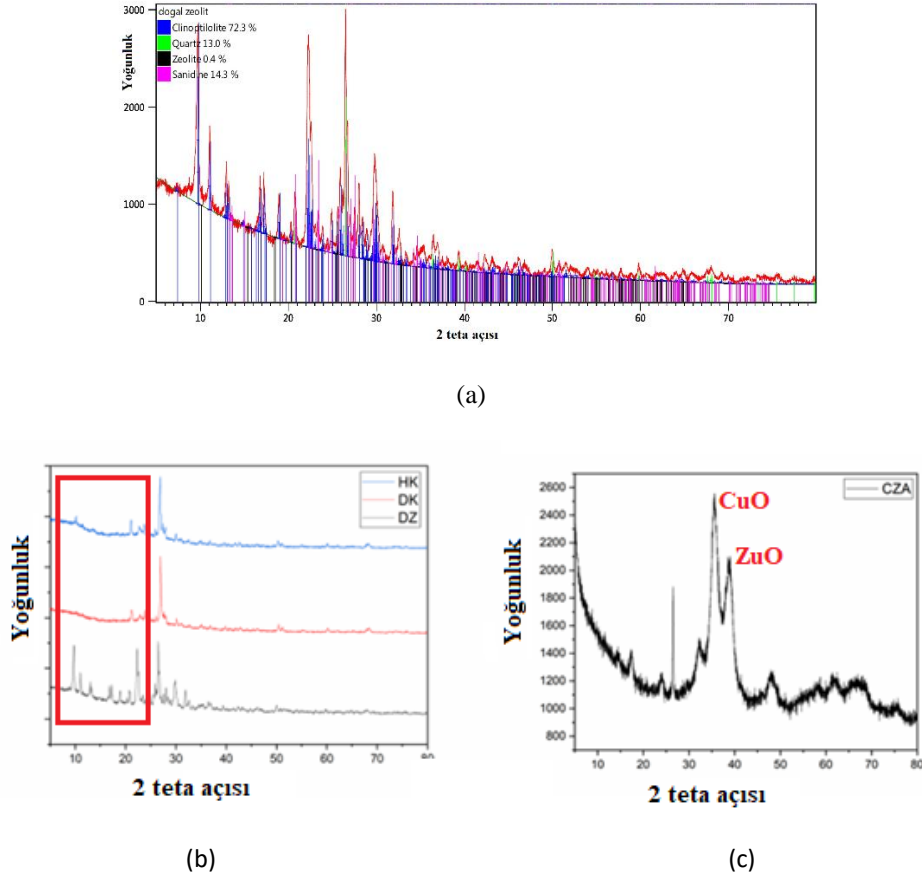 dogal zeolit
Clinoptilolite 72.3 %
Quartz 13.0 %
Zeolite 0.4 %
Sanidine 14.3 %
Yoğunluk
3000
2000
1000
0
10 20 30 40 50 60 70
2 teta açısı
(a)
HK
DK
DZ
Yoğunluk
10 20 30 40 50 60 70 80
2 teta açısı
(b)
CZA
CuO
ZuO
Yoğunluk
2600
2400
2200
2000
1800
1600
1400
1200
1000
800
10 20 30 40 50 60 70 80
2 teta açısı
(c)